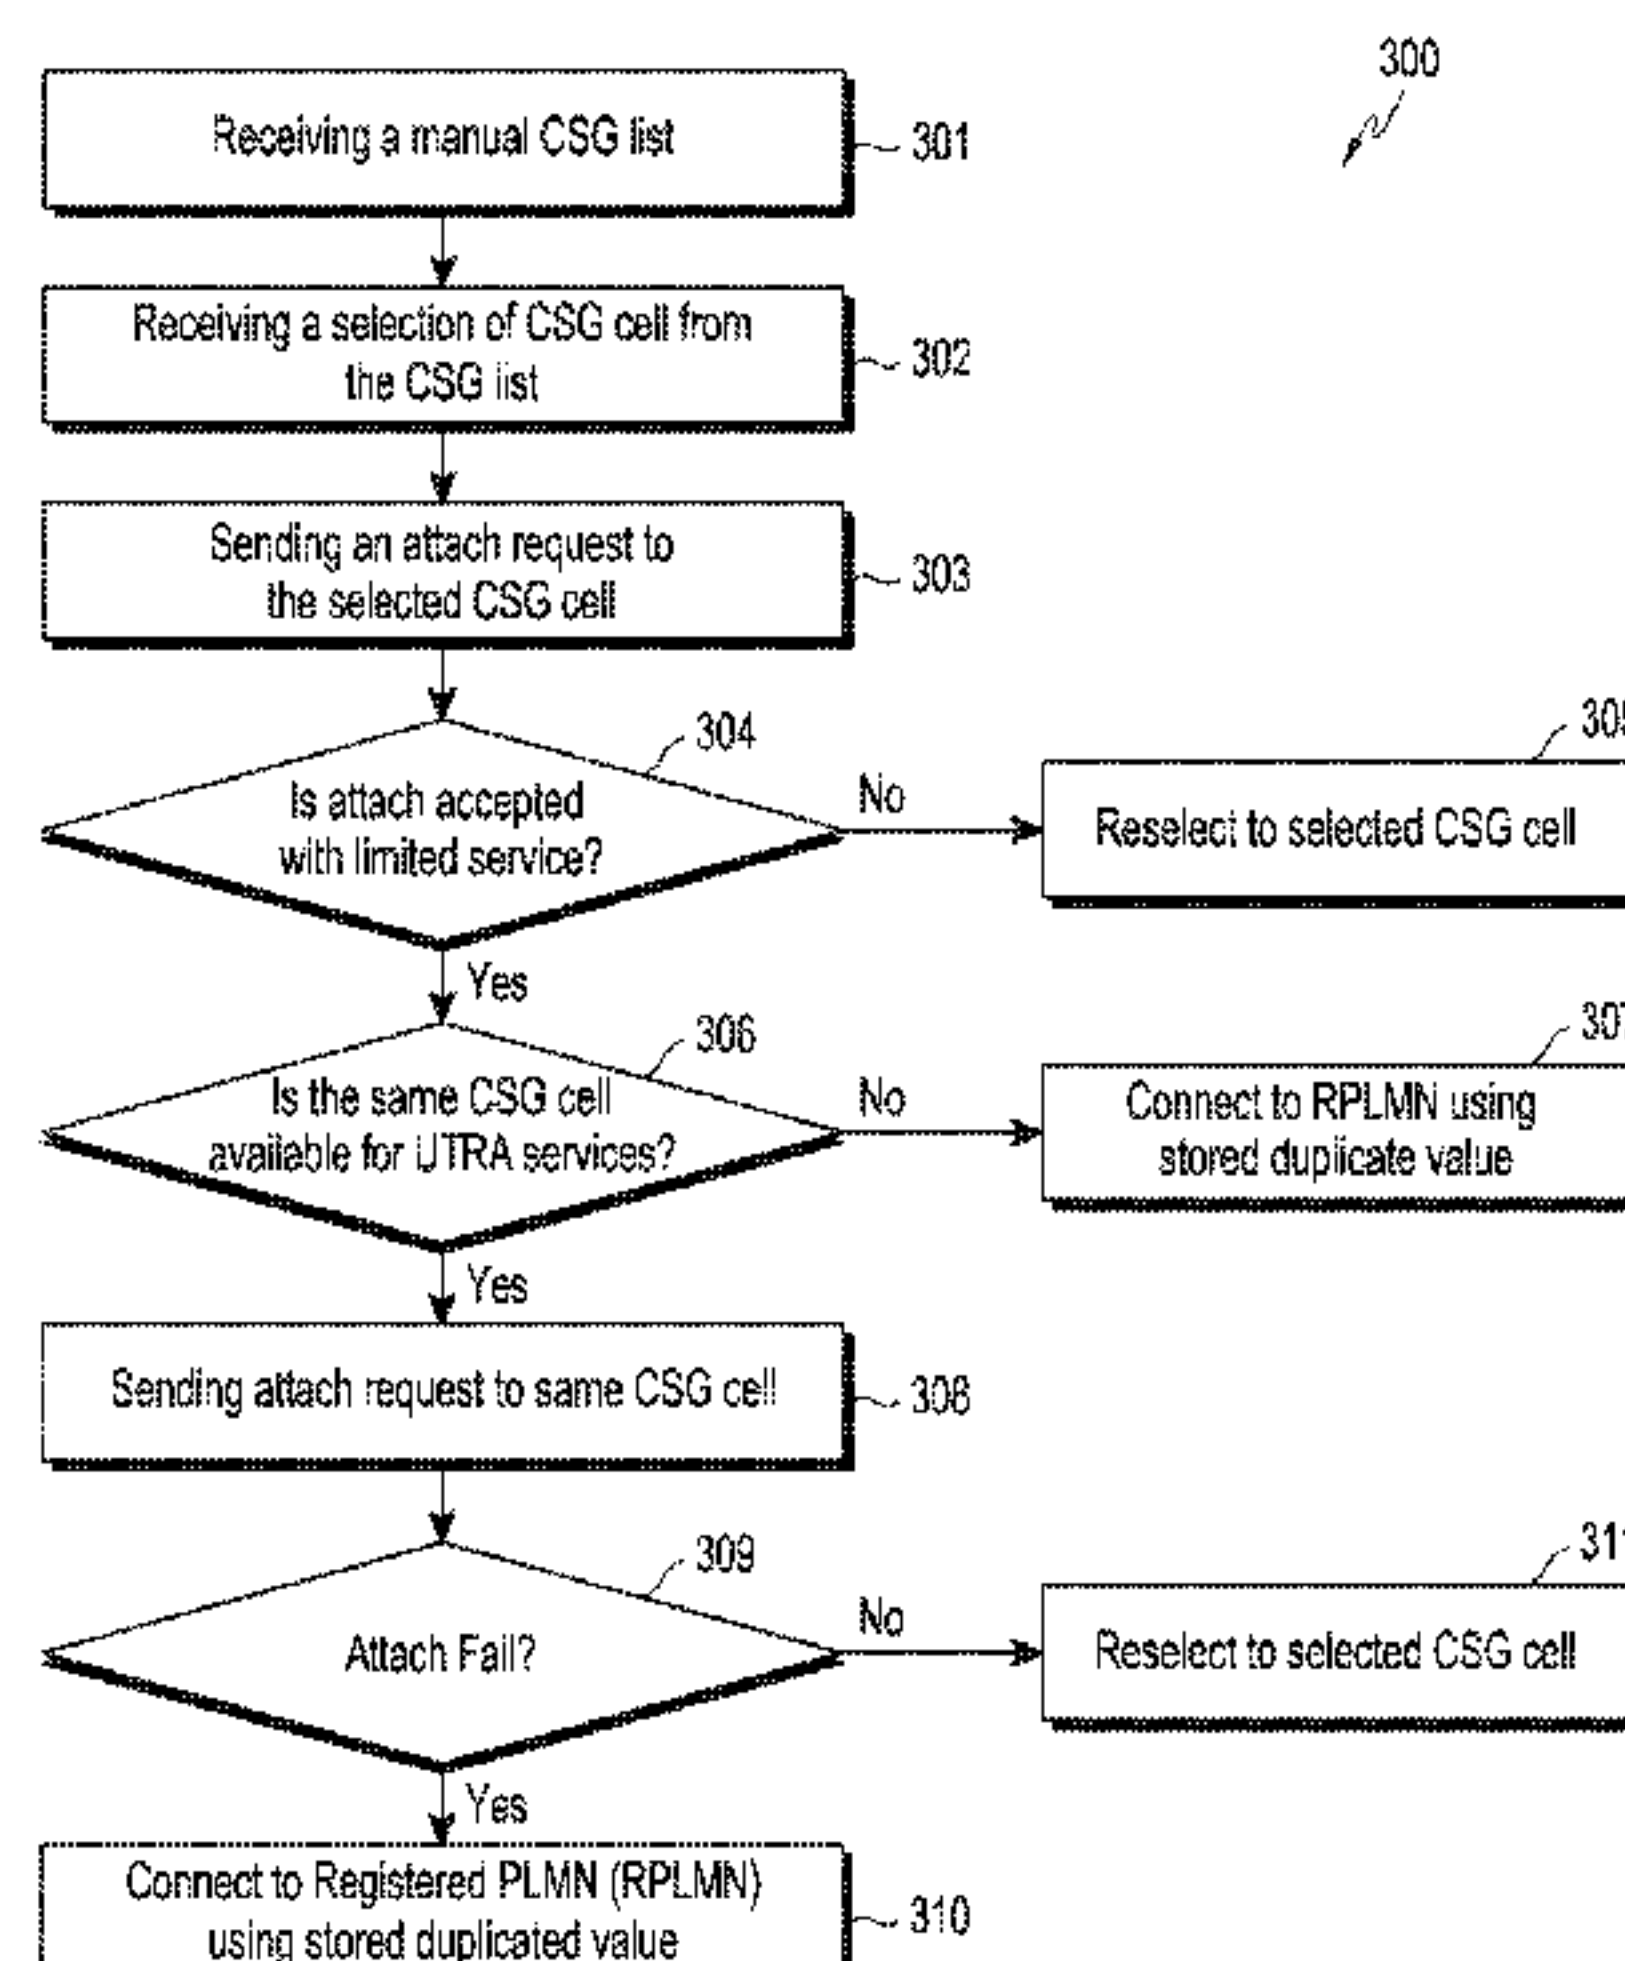 300
Receiving a manual CSG list
301
Receiving a selection of CSG cell from
the CSG list
302
Sending an attach request to
the selected CSG cell
303
304
Is attach accepted
with limited service?
No
305
Reselect to selected CSG cell
Yes
306
Is the same CSG cell
available for UTRA services?
No
307
Connect to RPLMN using
stored duplicate value
Yes
Sending attach request to same CSG cell
308
309
Attach Fail?
No
311
Reselect to selected CSG cell
Yes
Connect to Registered PLMN (RPLMN)
using stored duplicated value
310